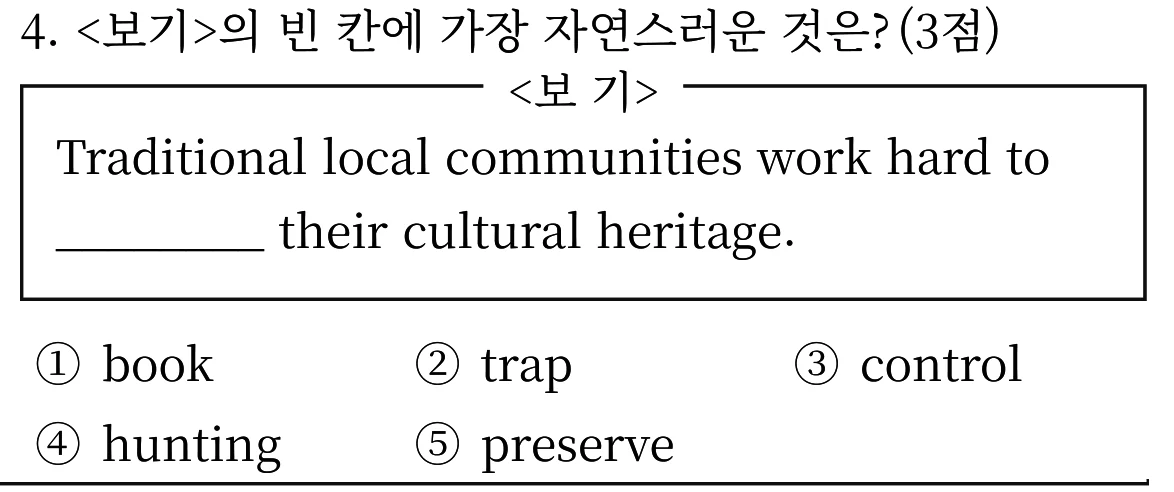 4. <보기>의 빈 칸에 가장 자연스러운 것은?(3점)
<보 기>
Traditional local communities work hard to
________ their cultural heritage.
① book ② trap ③ control
④ hunting ⑤ preserve